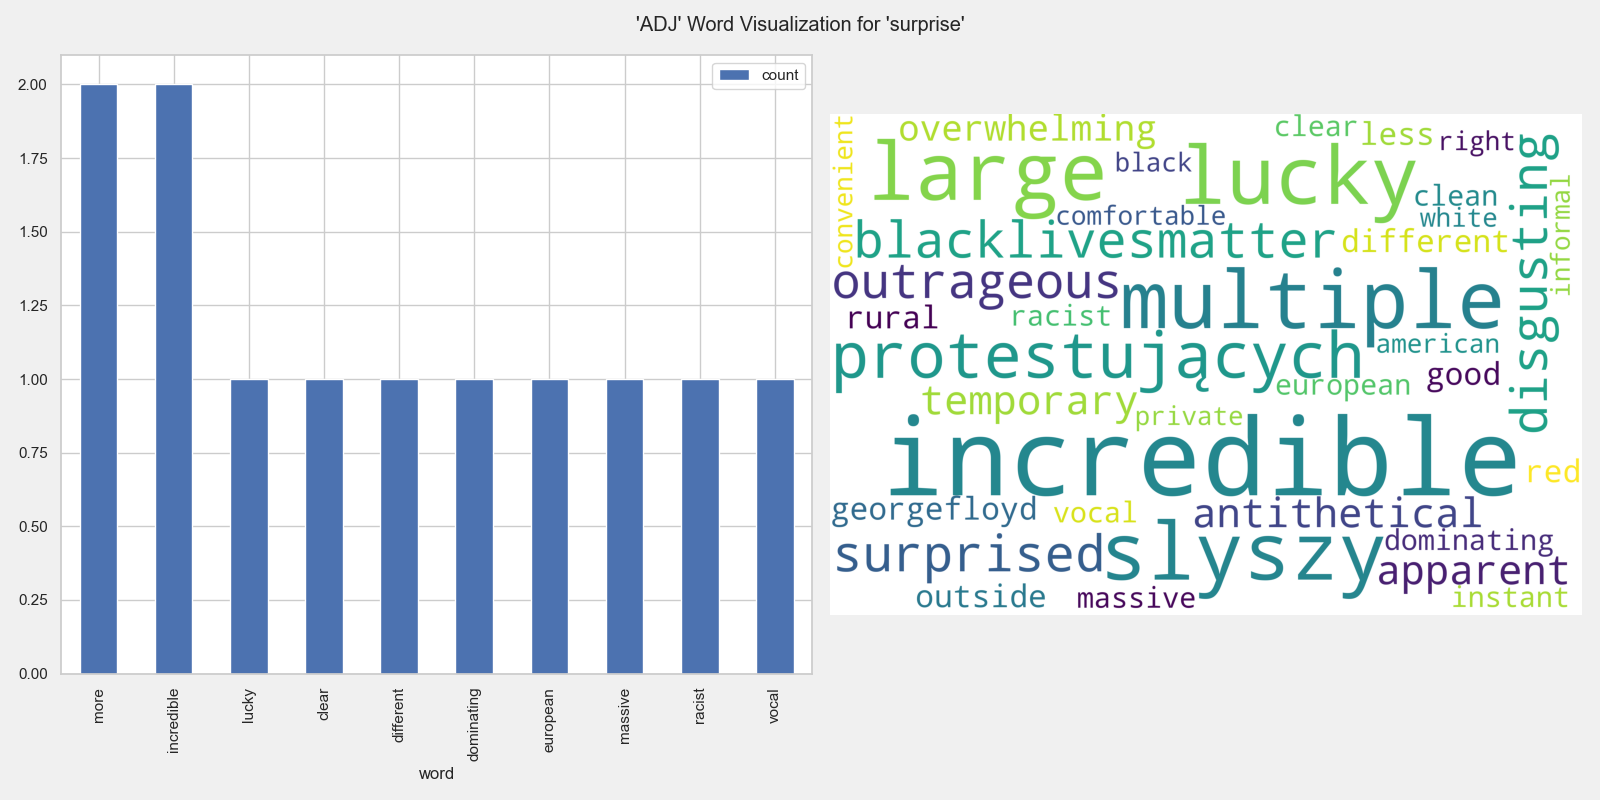 'ADJ' Word Visualization for 'surprise'
count
2.00
1.75
1.50
1.25
1.00
0.75
0.50
0.25
0.00
more
incredible
lucky
clear
different
dominating
european
massive
racist
vocal
word
convenient
overwhelming
clear
less
right
large
black
lucky
disgusting
informal
clean
comfortable
white
blacklivesmatter
different
outrageous
multiple
rural
racist
protestujących
american
european
good
temporary
private
incredible
red
georgefloyd
vocal
antithetical
surprised
slyszy
dominating
apparent
outside
massive
instant